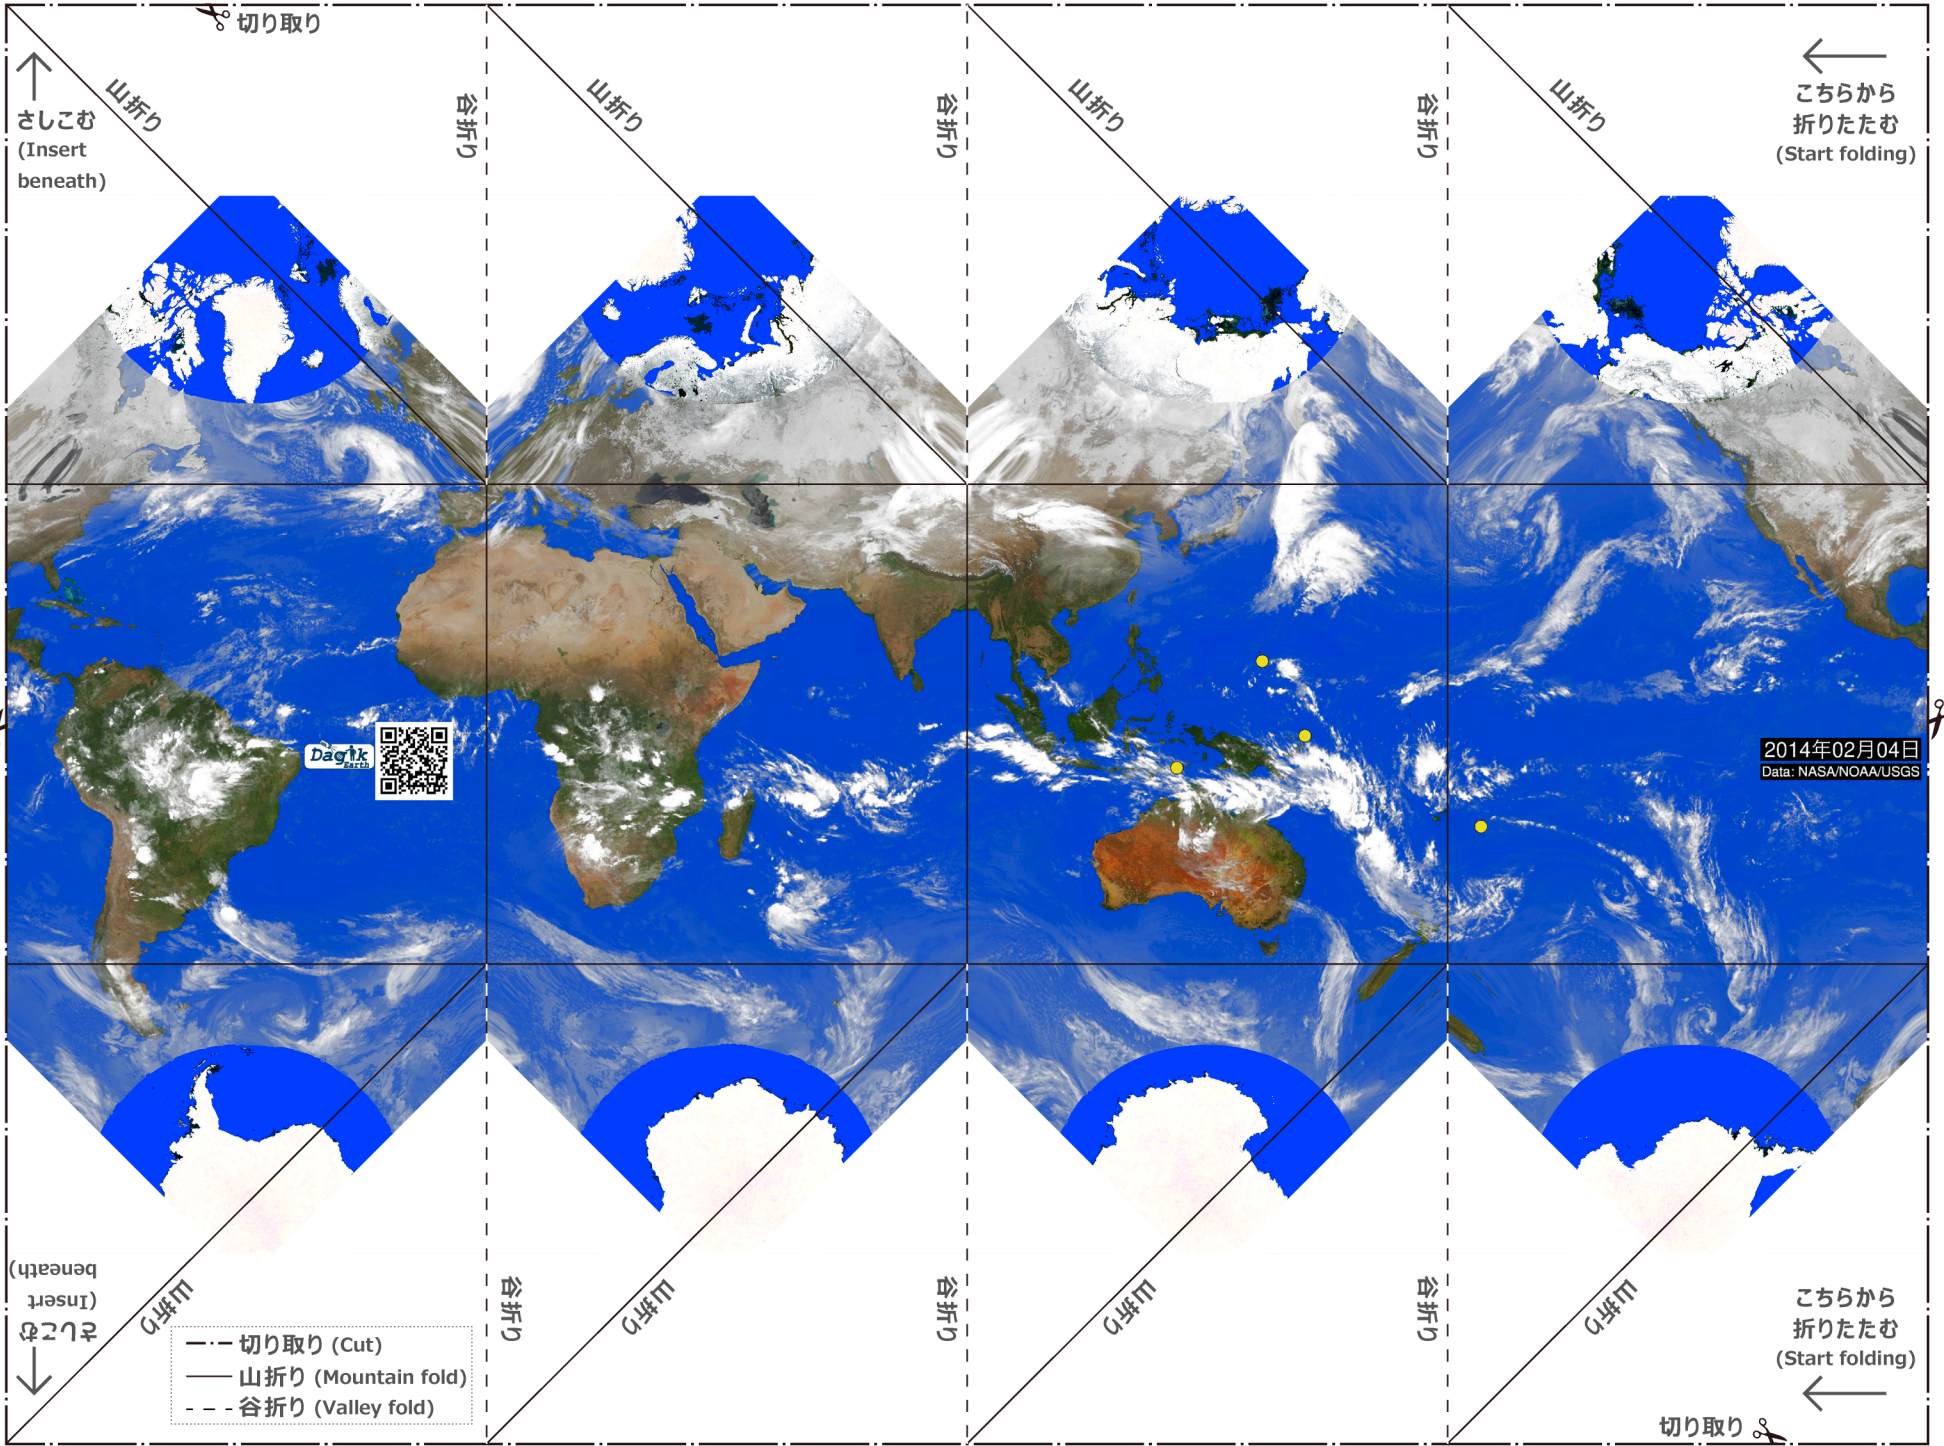 切り取り
山折り
谷折り
山折り
谷折り
山折り
谷折り
山折り
さしこむ
(Insert
beneath)
こちらから
折りたたむ
(Start folding)
Dagik
Earth
2014年02月04日
Data: NASA/NOAA/USGS
さしこむ
(Insert
beneath)
山折り
谷折り
山折り
谷折り
山折り
谷折り
山折り
こちらから
折りたたむ
(Start folding)
切り取り (Cut)
山折り (Mountain fold)
谷折り (Valley fold)
切り取り